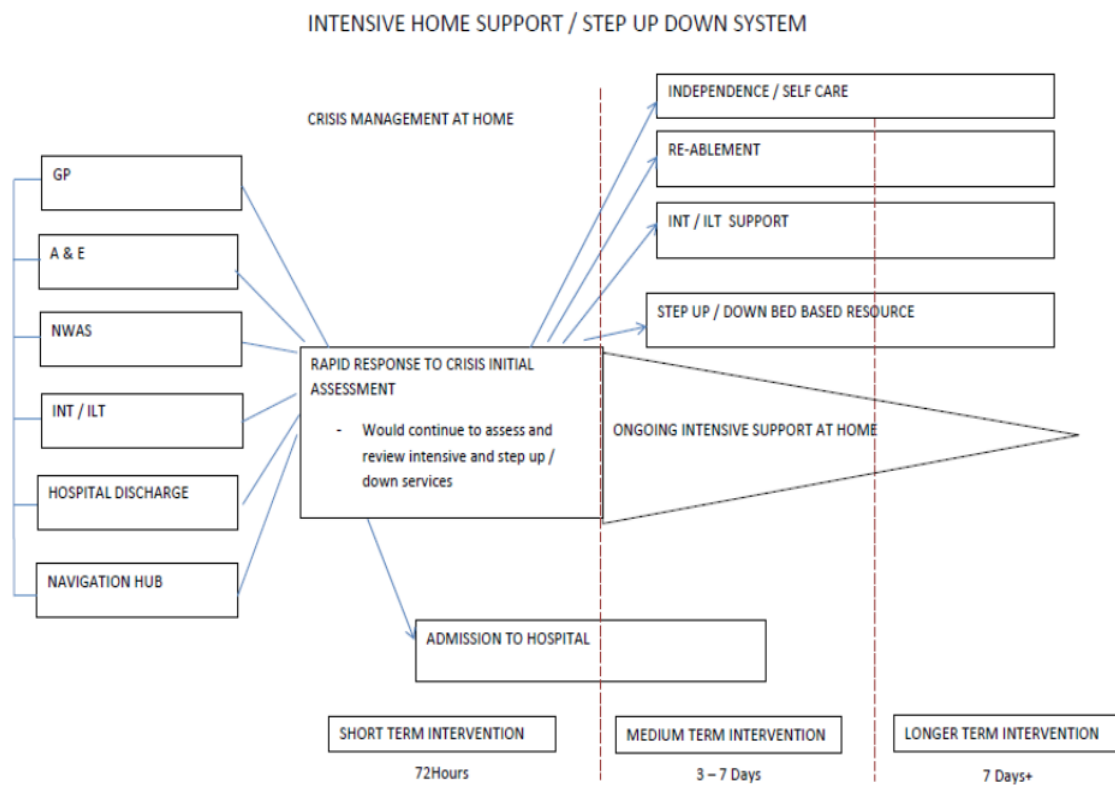 INTENSIVE HOME SUPPORT / STEP UP DOWN SYSTEM
CRISIS MANAGEMENT AT HOME
GP
A & E
NWAS
INT / ILT
HOSPITAL DISCHARGE
NAVIGATION HUB
RAPID RESPONSE TO CRISIS INITIAL
ASSESSMENT
- Would continue to assess and
review intensive and step up /
down services
INDEPENDENCE / SELF CARE
RE-ABLEMENT
INT / ILT SUPPORT
STEP UP / DOWN BED BASED RESOURCE
ONGOING INTENSIVE SUPPORT AT HOME
ADMISSION TO HOSPITAL
SHORT TERM INTERVENTION
72Hours
MEDIUM TERM INTERVENTION
3 – 7 Days
LONGER TERM INTERVENTION
7 Days+